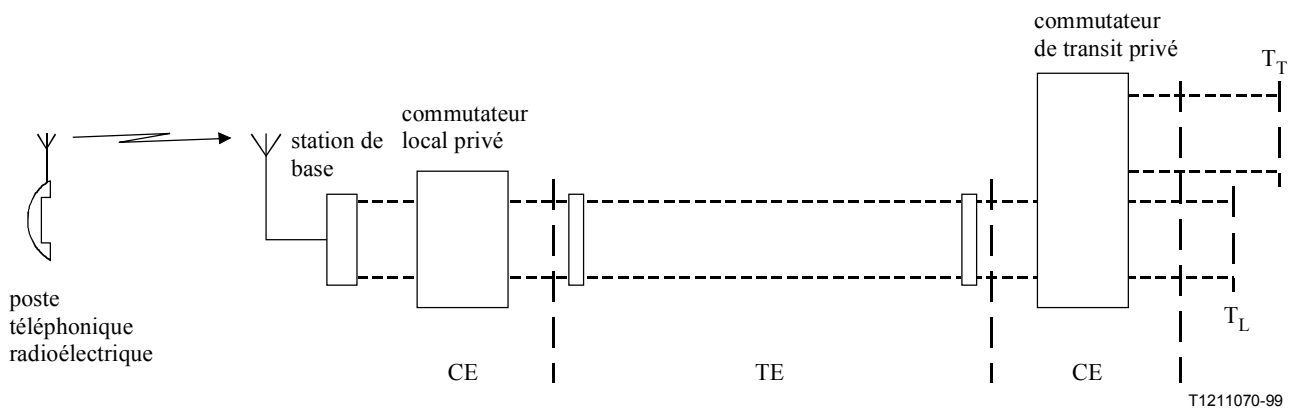 commutateur
de transit privé
T_T
commutateur
local privé
station de
base
poste
téléphonique
radioélectrique
T_L
CE
TE
CE
T1211070-99